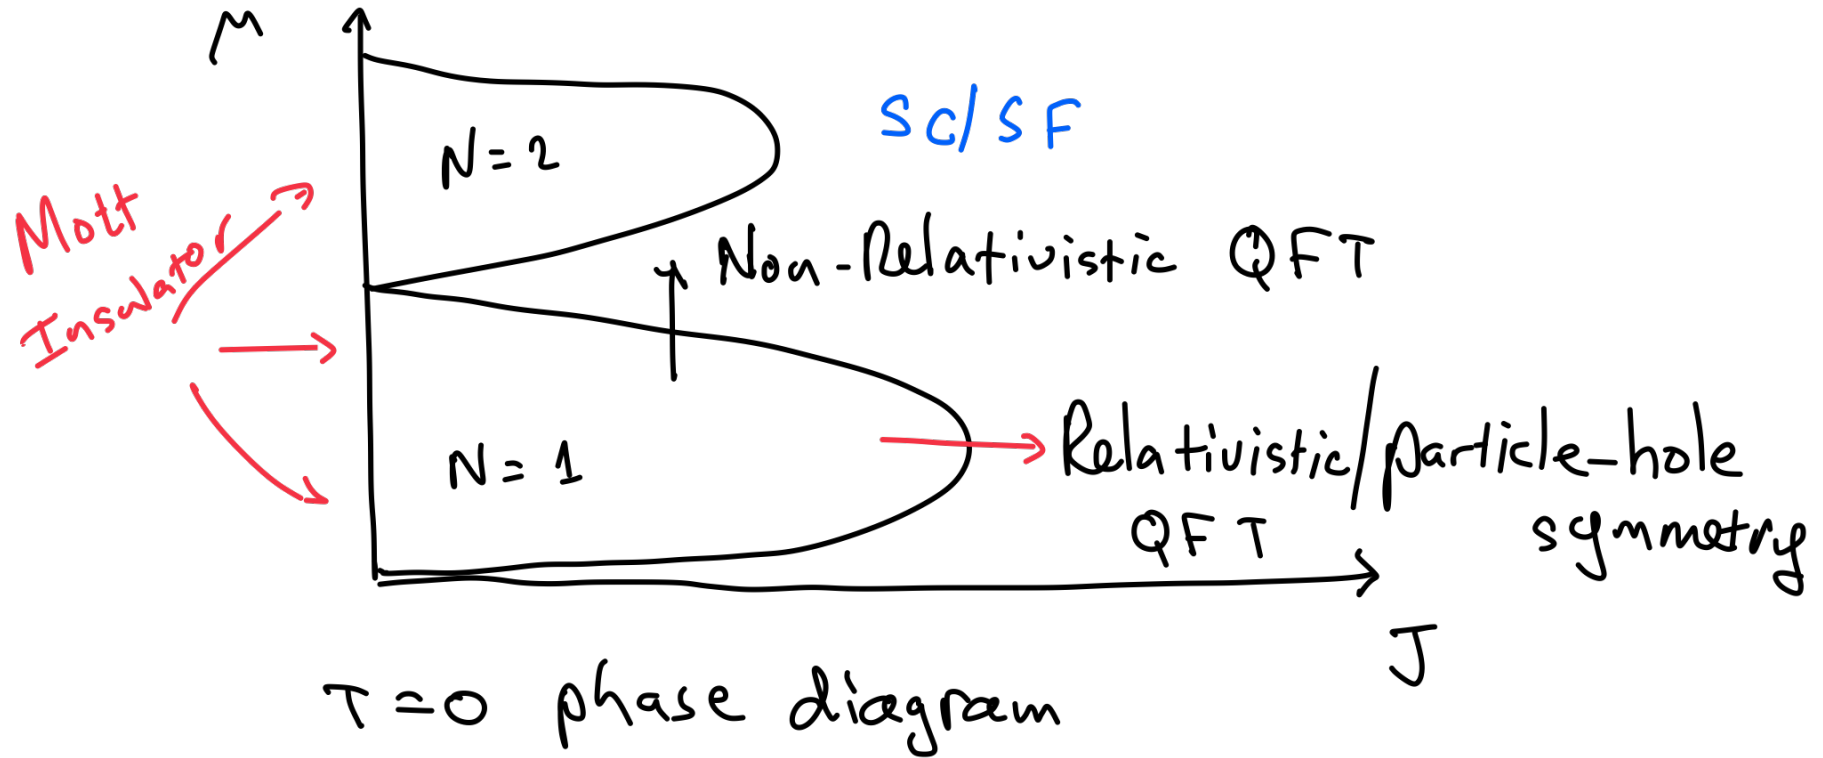 μ
SC/SF
N=2
Mott
Insulator
Non-Relativistic QFT
N=1
Relativistic/particle-hole
QFT symmetry
J
T=0 phase diagram